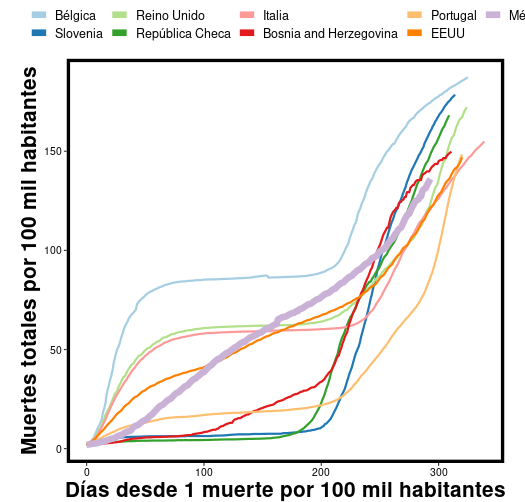 Bélgica Reino Unido Italia Portugal Mé
Slovenia República Checa Bosnia and Herzegovina EEUU
Muertes totales por 100 mil habitantes
150
100
50
0
0 100 200 300
Días desde 1 muerte por 100 mil habitantes